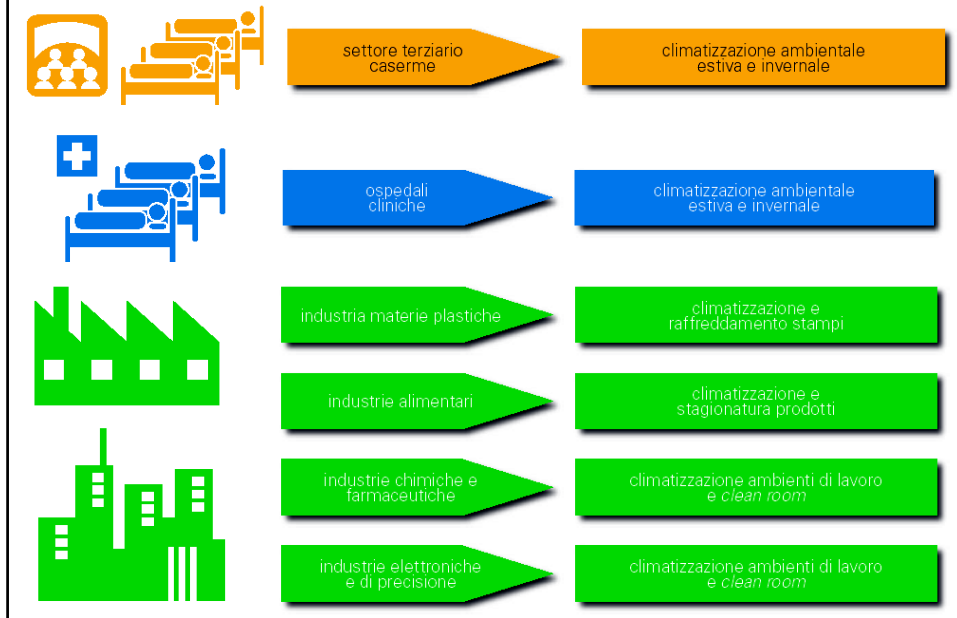 settore terziario
caserme
climatizzazione ambientale
estiva e invernale
ospedali
cliniche
climatizzazione ambientale
estiva e invernale
industria materie plastiche
climatizzazione e
raffreddamento stampi
industrie alimentari
climatizzazione e
stagionatura prodotti
industrie chimiche e
farmaceutiche
climatizzazione ambienti di lavoro
e clean room
industrie elettroniche
e di precisione
climatizzazione ambienti di lavoro
e clean room